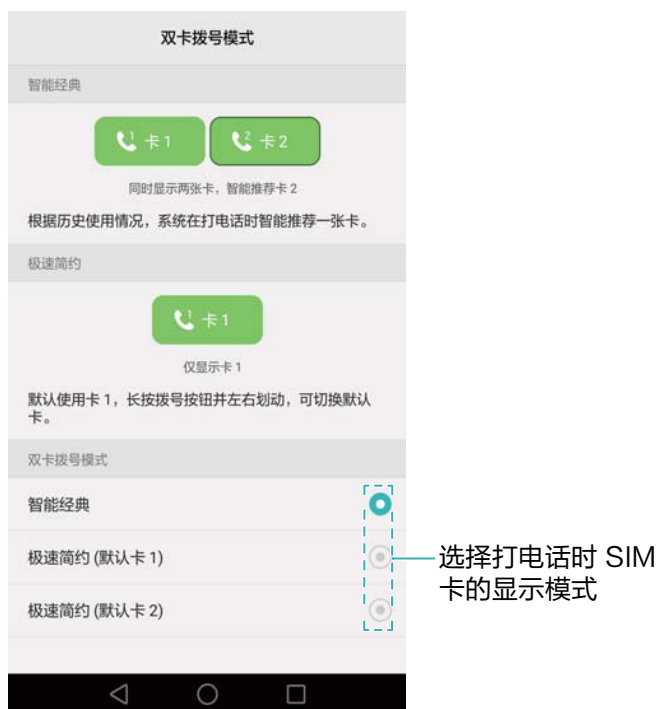 双卡拨号模式
智能经典
1 卡 1
2 卡 2
同时显示两张卡，智能推荐卡 2
根据历史使用情况，系统在打电话时智能推荐一张卡。
极速简约
1 卡 1
仅显示卡 1
默认使用卡 1，长按拨号按钮并左右划动，可切换默认
卡。
双卡拨号模式
智能经典
极速简约 (默认卡 1)
极速简约 (默认卡 2)
选择打电话时 SIM
卡的显示模式